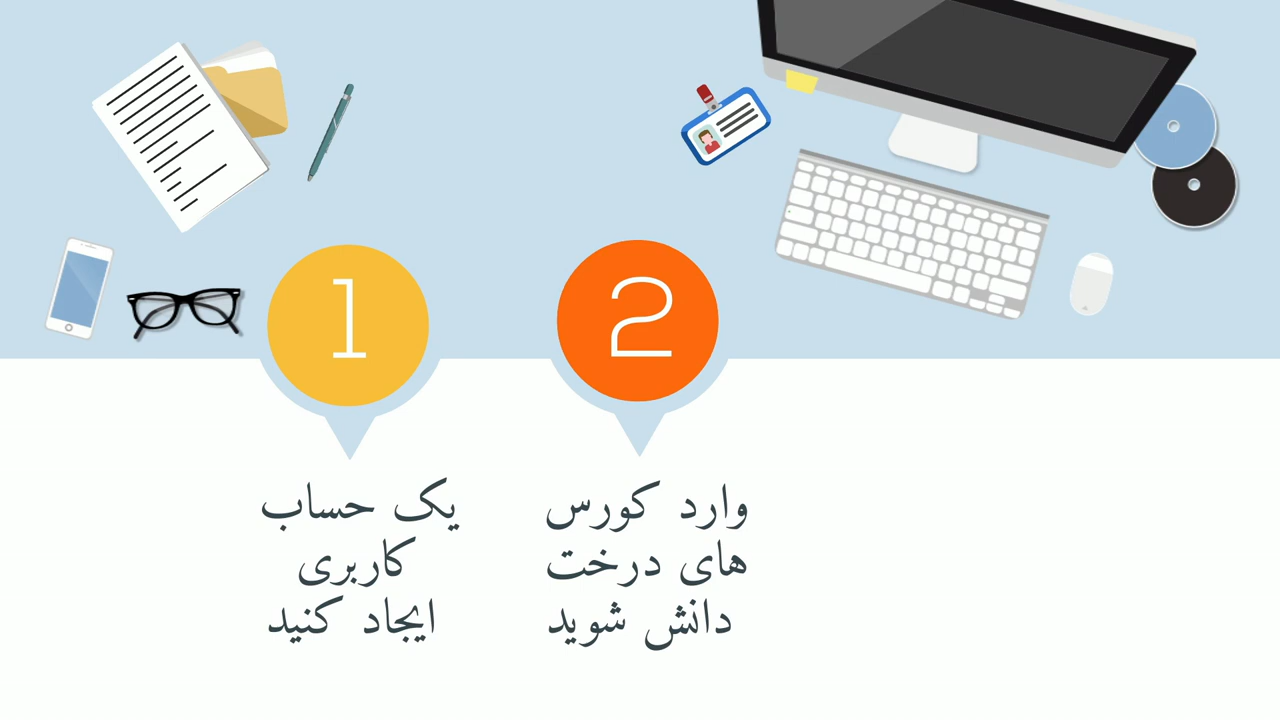 1
یک حساب
کاربری
ایجاد کنید
2
وارد کورس
های درخت
دانش شوید